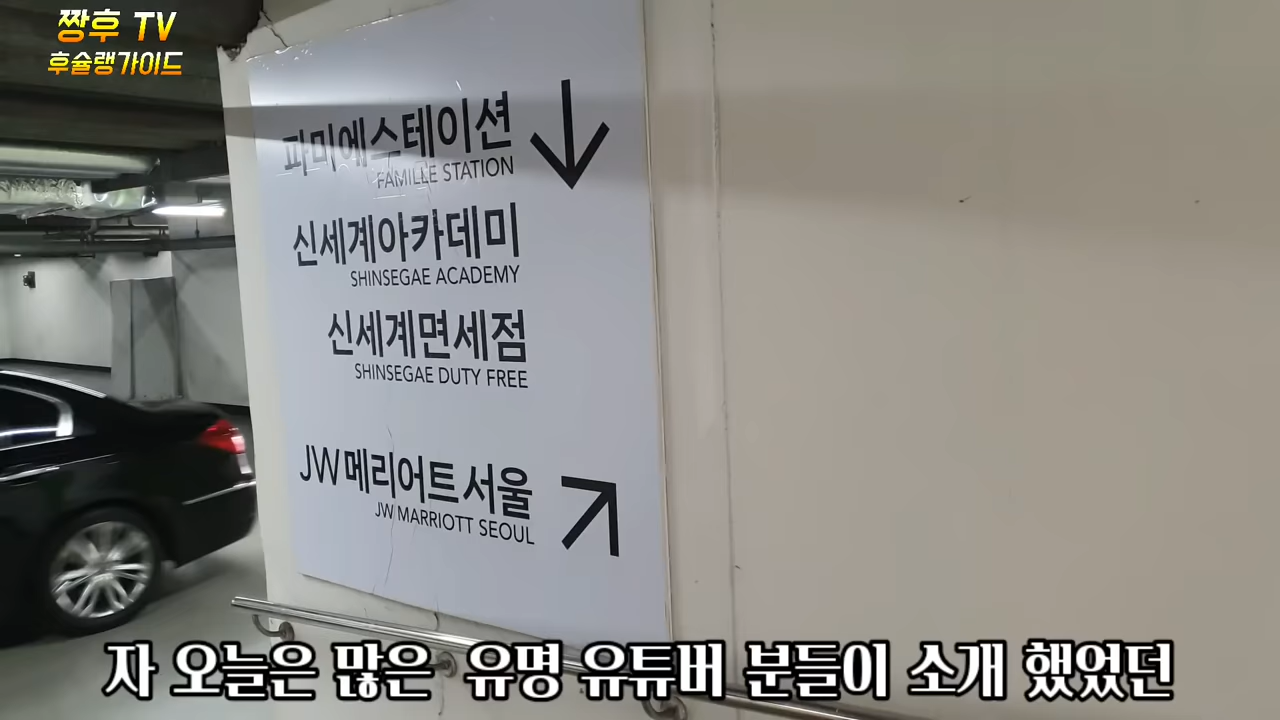 짱후 TV
후슐랭가이드
파미에스테이션
FAMILLE STATION
신세계아카데미
SHINSEGAE ACADEMY
신세계면세점
SHINSEGAE DUTY FREE
JW메리어트 서울
JW MARRIOTT SEOUL
자 오늘은 많은 유명 유튜버 분들이 소개 했었던